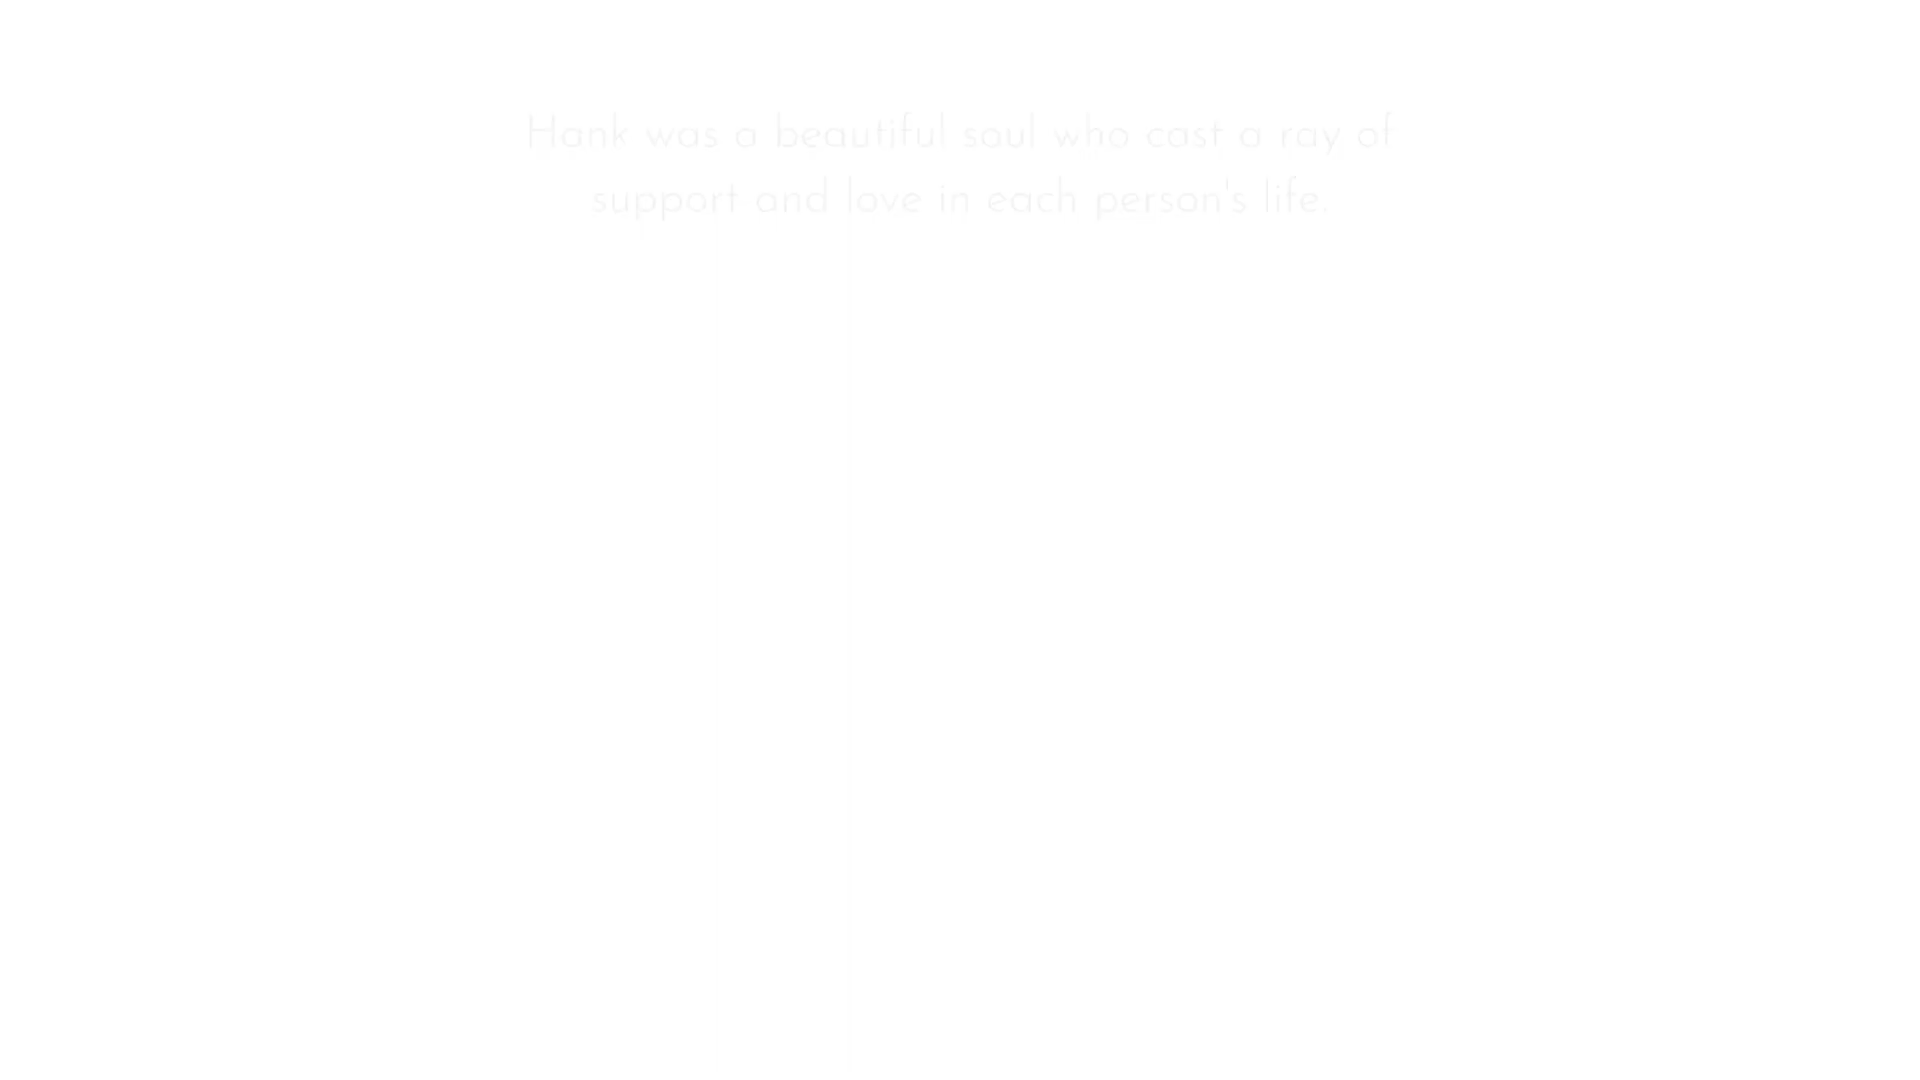 Hank was a beautiful soul who cast a ray of
support and love in each person's life.